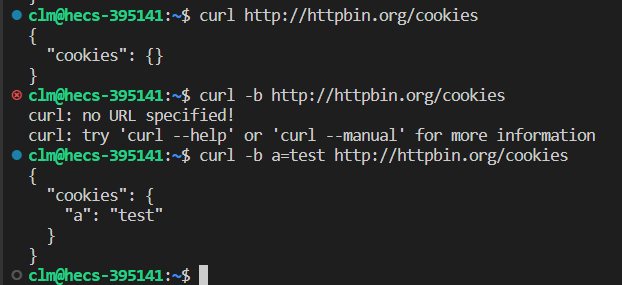 clm@hecs-395141:~$ curl http://httpbin.org/cookies
{
  "cookies": {}
}
clm@hecs-395141:~$ curl -b http://httpbin.org/cookies
curl: no URL specified!
curl: try 'curl --help' or 'curl --manual' for more information
clm@hecs-395141:~$ curl -b a=test http://httpbin.org/cookies
{
  "cookies": {
    "a": "test"
  }
}
clm@hecs-395141:~$